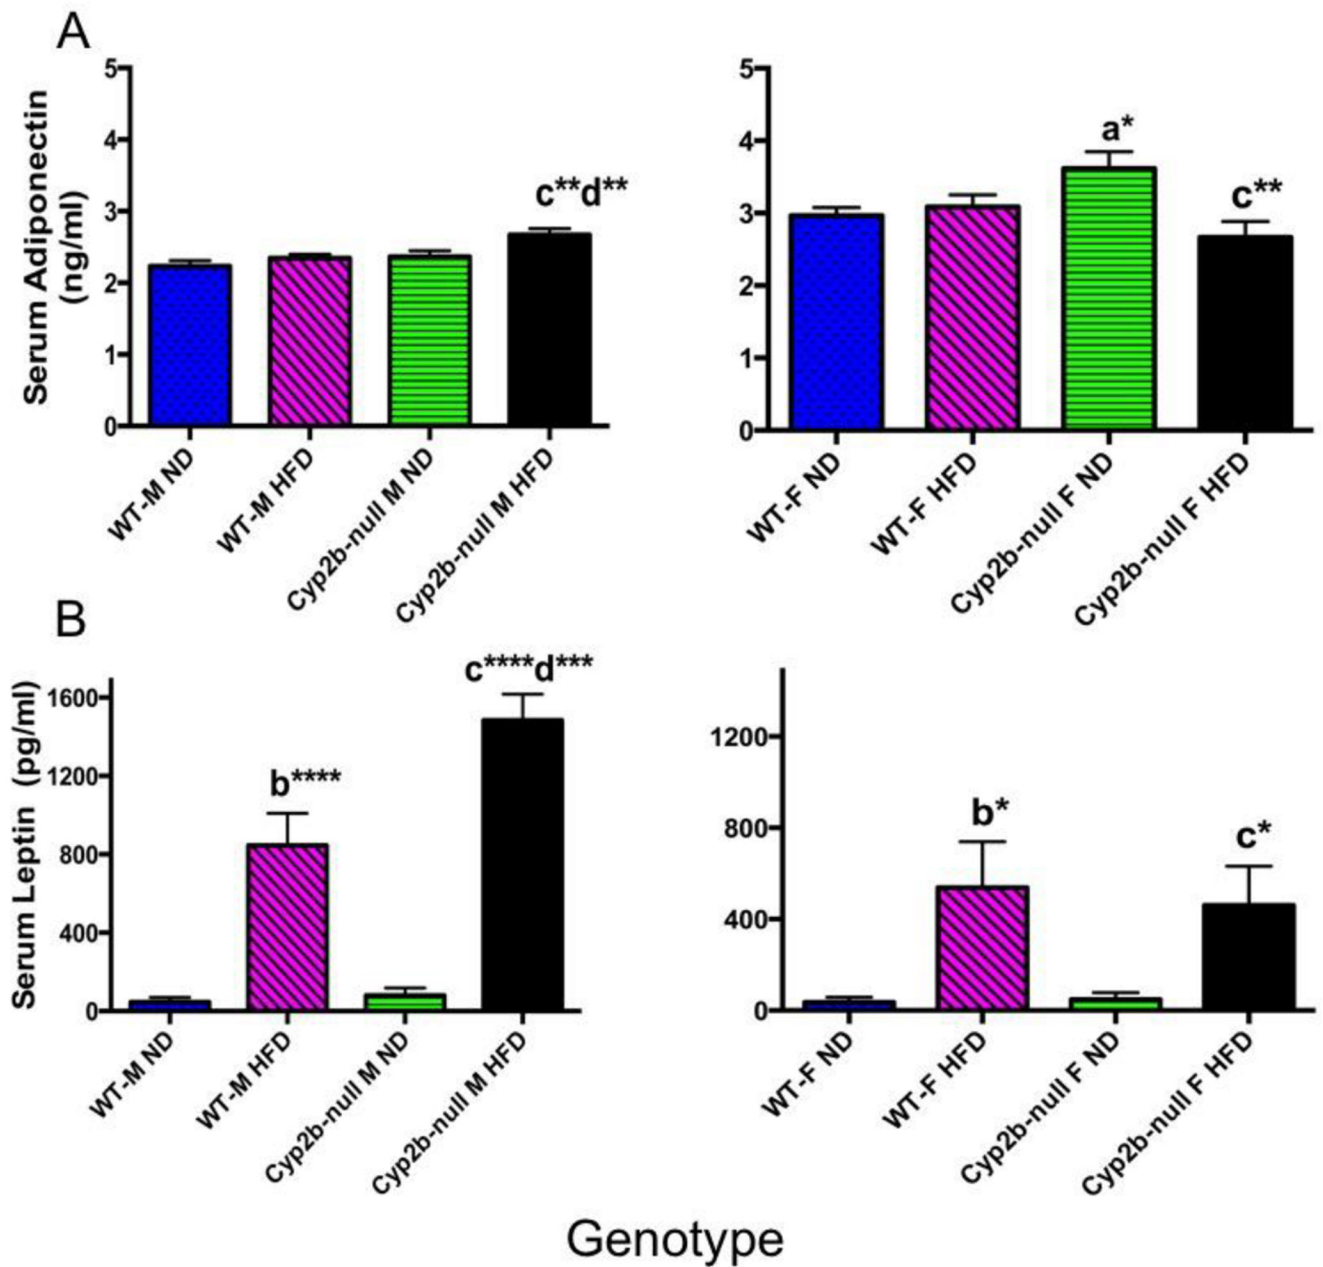 A
Serum Adiponectin
(ng/ml)
5
4
3
2
1
0
c**d**
WT-M ND
WT-M HFD
Cyp2b-null M ND
Cyp2b-null M HFD
5
4
3
2
1
0
a*
c**
WT-F ND
WT-F HFD
Cyp2b-null F ND
Cyp2b-null F HFD
B
Serum Leptin (pg/ml)
1600
1200
800
400
0
b****
c****d***
WT-M ND
WT-M HFD
Cyp2b-null M ND
Cyp2b-null M HFD
1200
800
400
0
b*
c*
WT-F ND
WT-F HFD
Cyp2b-null F ND
Cyp2b-null F HFD
Genotype